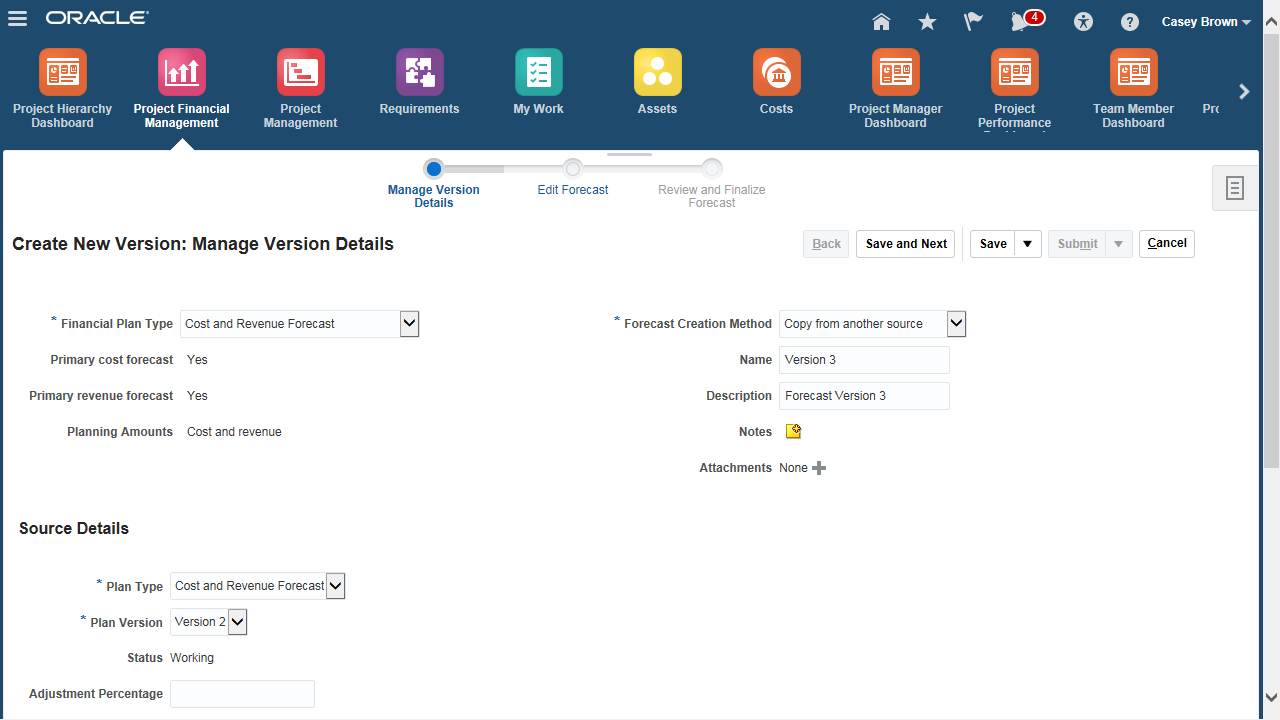 ORACLE
4
Casey Brown
Project Hierarchy
Dashboard
Project Financial
Management
Project
Management
Requirements
My Work
Assets
Costs
Project Manager
Dashboard
Project
Performance
Team Member
Dashboard
Manage Version
Details
Edit Forecast
Review and Finalize
Forecast
Create New Version: Manage Version Details
Back
Save and Next
Save
Submit
Cancel
* Financial Plan Type Cost and Revenue Forecast
Primary cost forecast Yes
Primary revenue forecast Yes
Planning Amounts Cost and revenue
* Forecast Creation Method Copy from another source
Name Version 3
Description Forecast Version 3
Notes
Attachments None
Source Details
* Plan Type Cost and Revenue Forecast
* Plan Version Version 2
Status Working
Adjustment Percentage